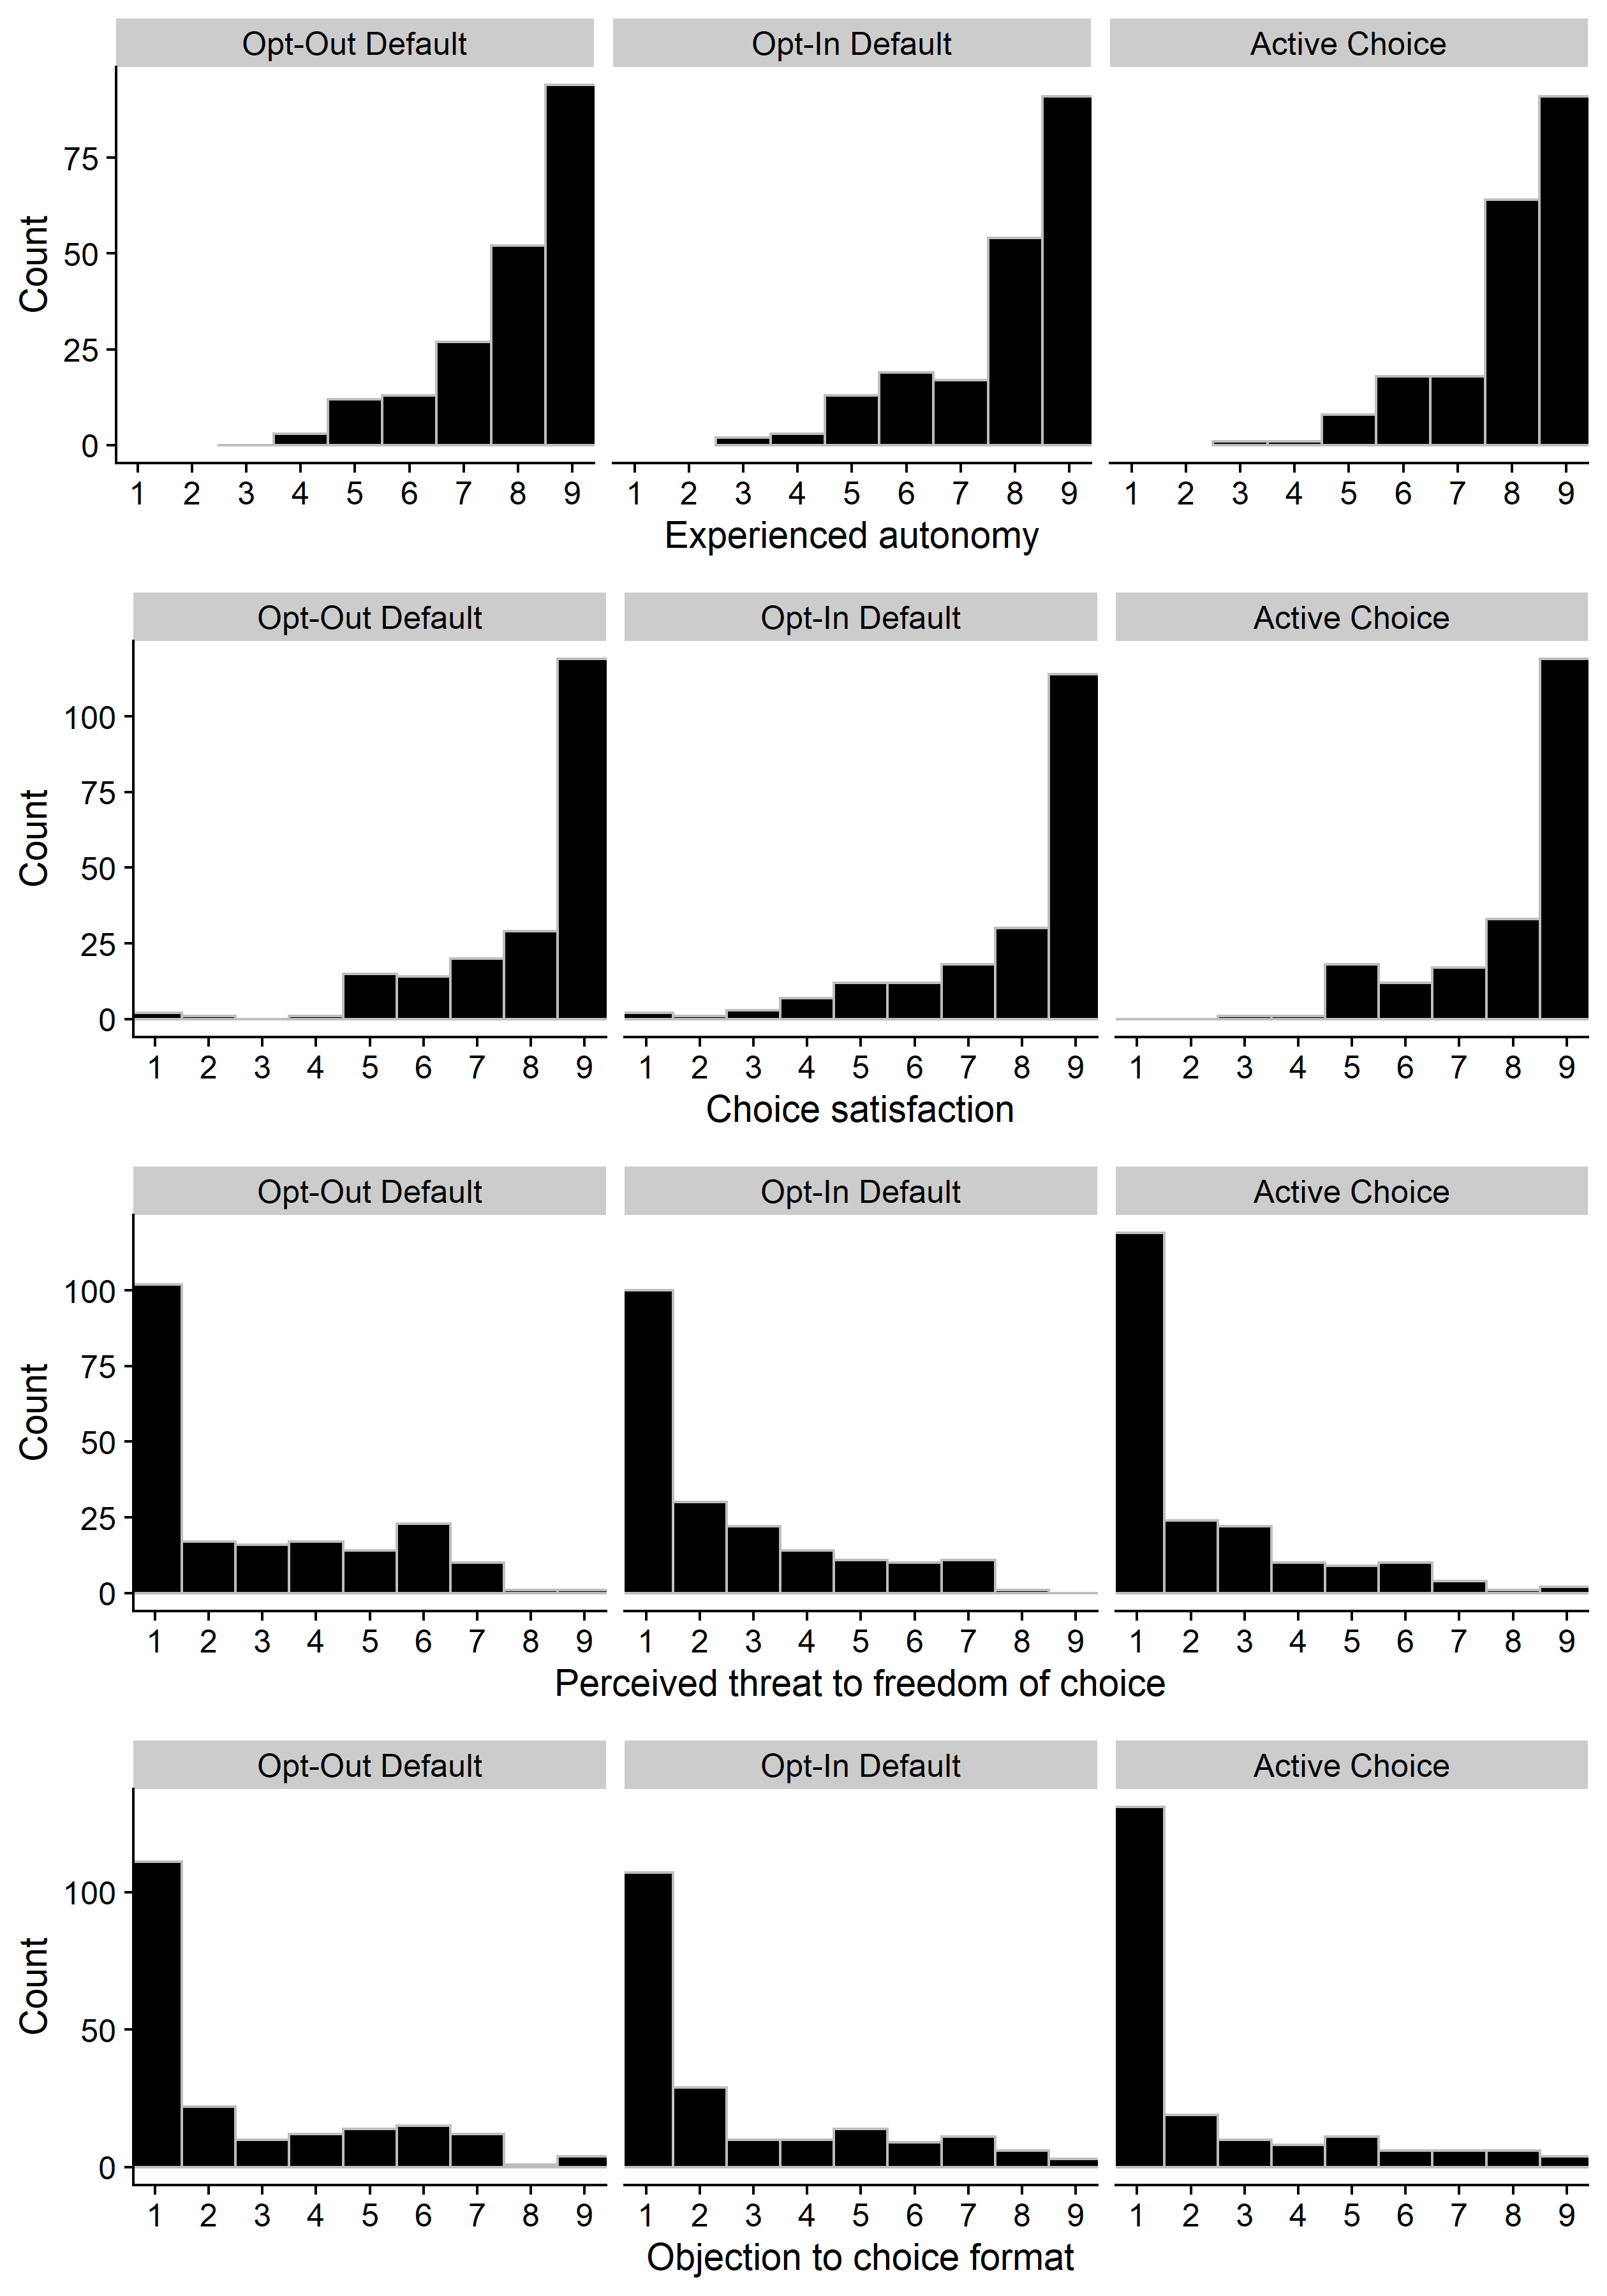 Opt-Out Default Opt-In Default Active Choice
75
50
25
0
Count
1 2 3 4 5 6 7 8 9 1 2 3 4 5 6 7 8 9 1 2 3 4 5 6 7 8 9
Experienced autonomy
Opt-Out Default Opt-In Default Active Choice
100
75
50
25
0
Count
1 2 3 4 5 6 7 8 9 1 2 3 4 5 6 7 8 9 1 2 3 4 5 6 7 8 9
Choice satisfaction
Opt-Out Default Opt-In Default Active Choice
100
75
50
25
0
Count
1 2 3 4 5 6 7 8 9 1 2 3 4 5 6 7 8 9 1 2 3 4 5 6 7 8 9
Perceived threat to freedom of choice
Opt-Out Default Opt-In Default Active Choice
100
50
0
Count
1 2 3 4 5 6 7 8 9 1 2 3 4 5 6 7 8 9 1 2 3 4 5 6 7 8 9
Objection to choice format